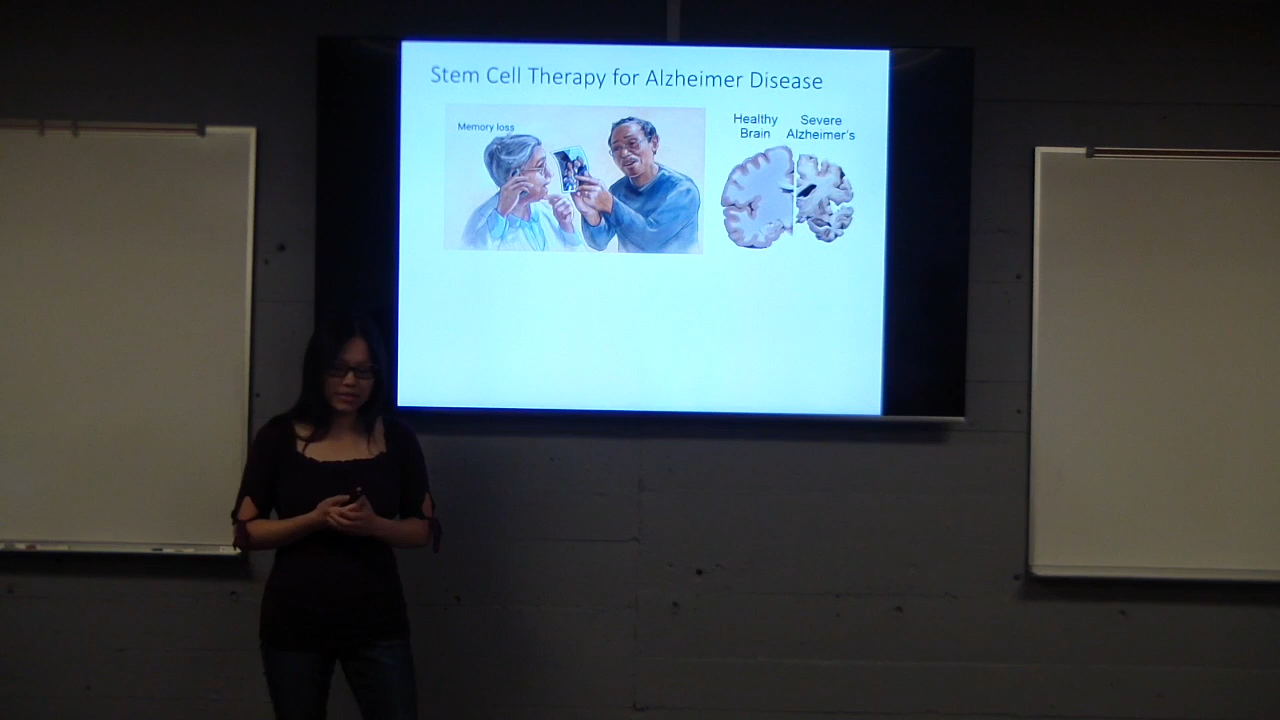 Stem Cell Therapy for Alzheimer Disease
Memory loss
Healthy
Brain
Severe
Alzheimer's